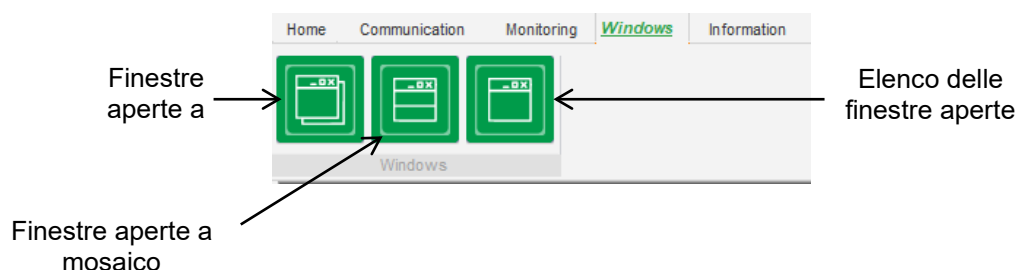 Home Communication Monitoring Windows Information
Finestre
aperte a
Elenco delle
finestre aperte
Windows
Finestre aperte a
mosaico